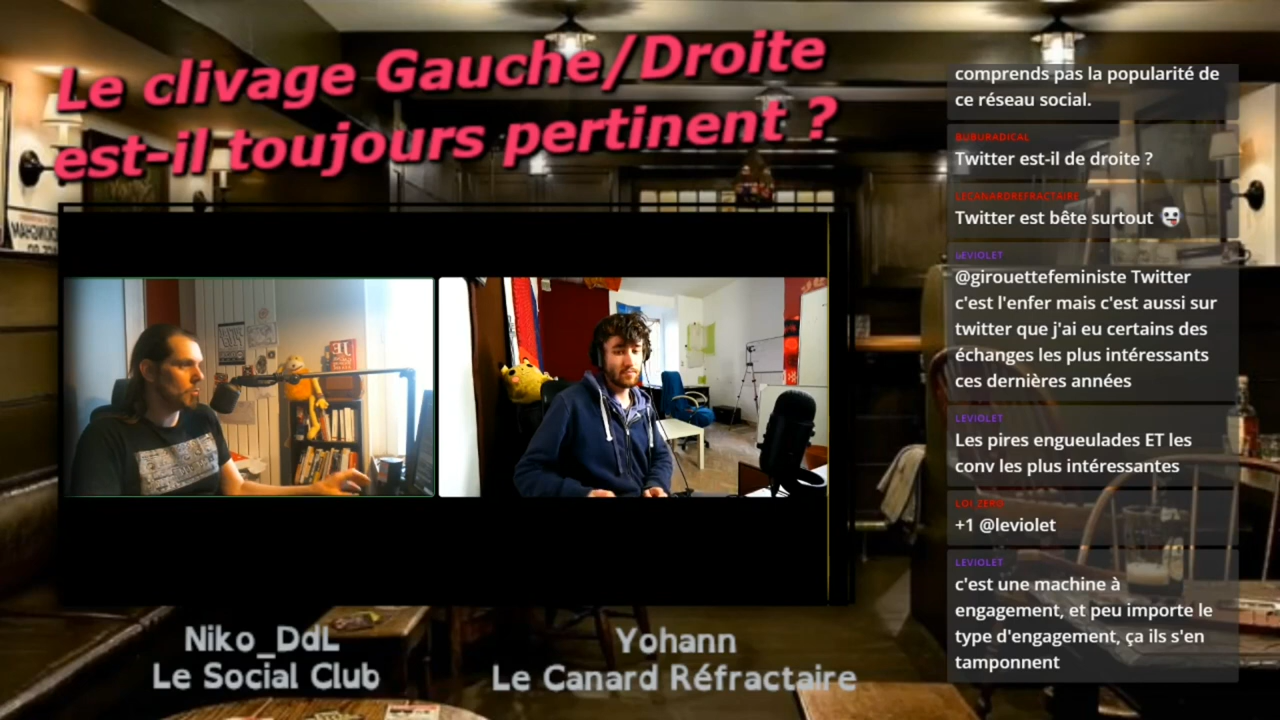 Le clivage Gauche/Droite
est-il toujours pertinent ?
Niko_DdL
Le Social Club
Yohann
Le Canard Réfractaire
comprends pas la popularité de
ce réseau social.
BUBURADICAL
Twitter est-il de droite ?
LECANARDREFRACTAIRE
Twitter est bête surtout
LEVIOLET
@girouettefeministe Twitter
c'est l'enfer mais c'est aussi sur
twitter que j'ai eu certains des
échanges les plus intéressants
ces dernières années
LEVIOLET
Les pires engueulades ET les
conv les plus intéressantes
LOI ZERO
+1 @leviolet
LEVIOLET
c'est une machine à
engagement, et peu importe le
type d'engagement, ça ils s'en
tamponnent